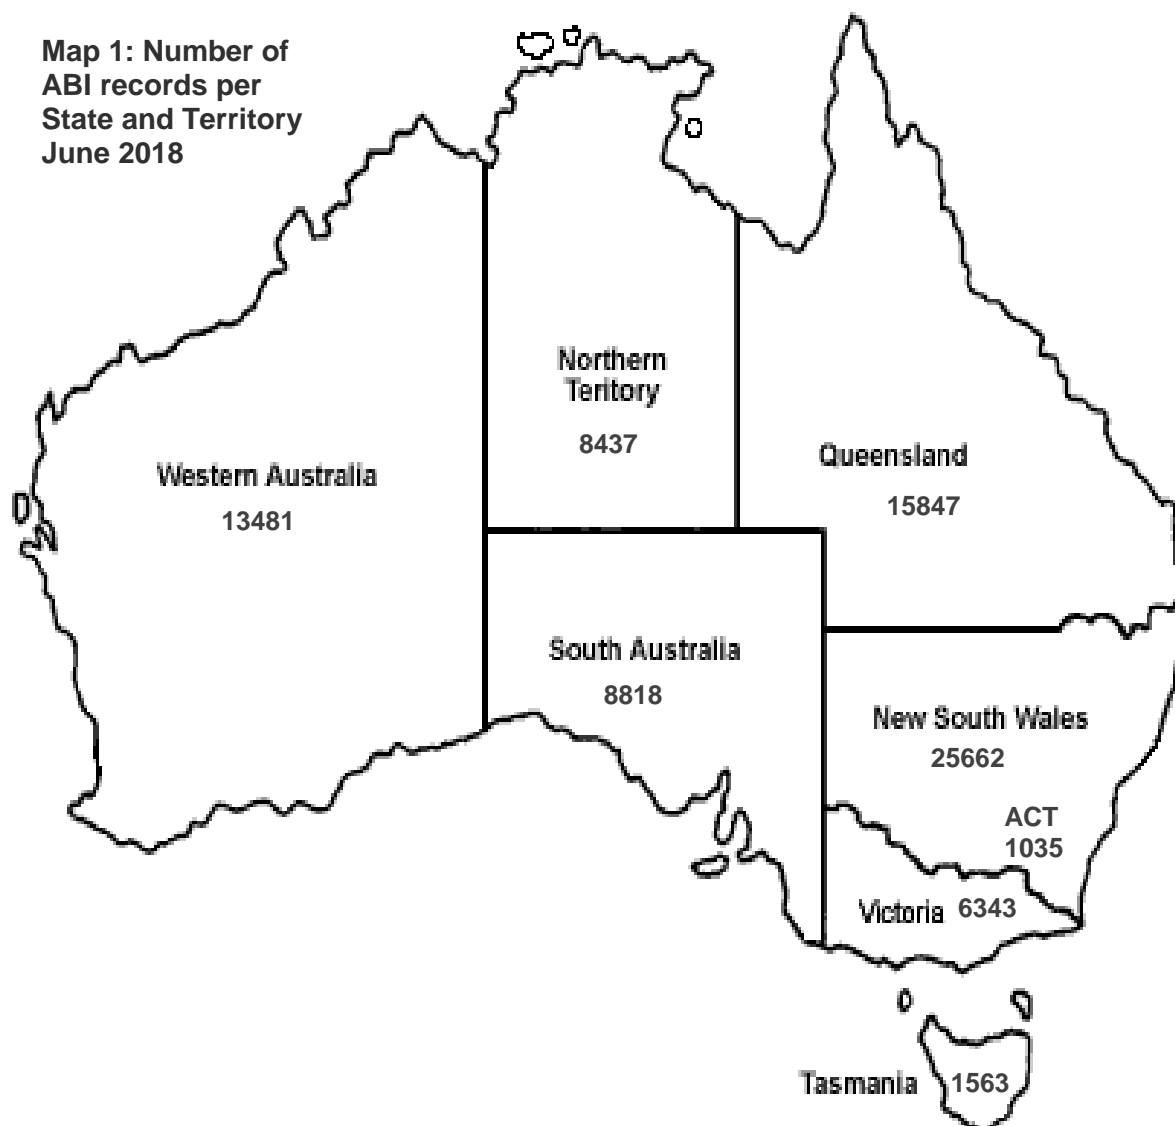 Map 1: Number of
ABI records per
State and Territory
June 2018
Northern
Teritory
8437
Western Australia
13481
Queensland
15847
South Australia
8818
New South Wales
25662
ACT
1035
Victoria 6343
Tasmania 1563